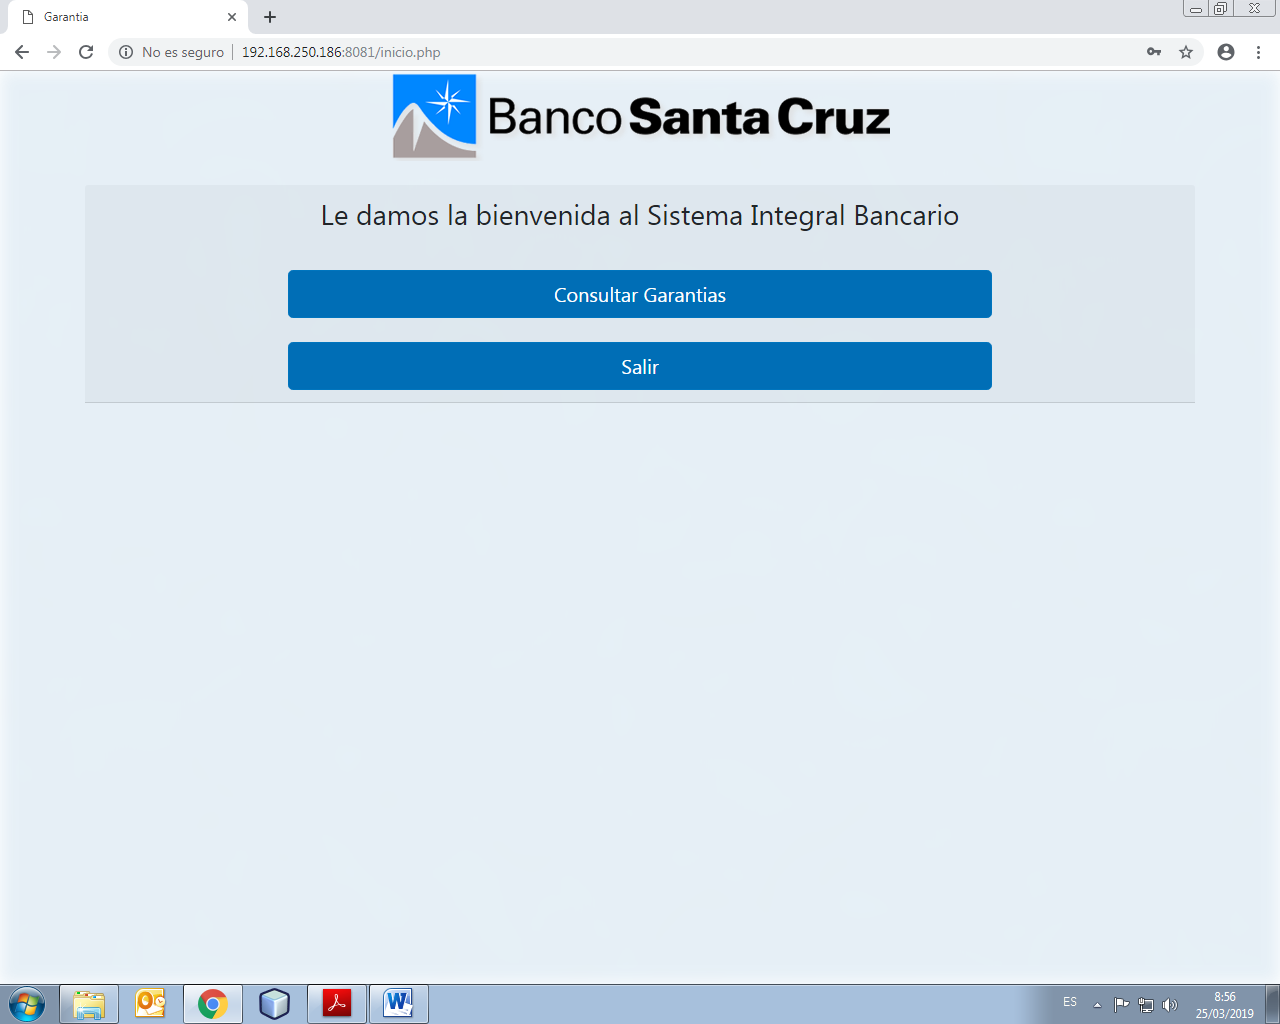 Garantia
No es seguro | 192.168.250.186:8081/inicio.php
Banco Santa Cruz
Le damos la bienvenida al Sistema Integral Bancario
Consultar Garantias
Salir
ES
8:56
25/03/2019